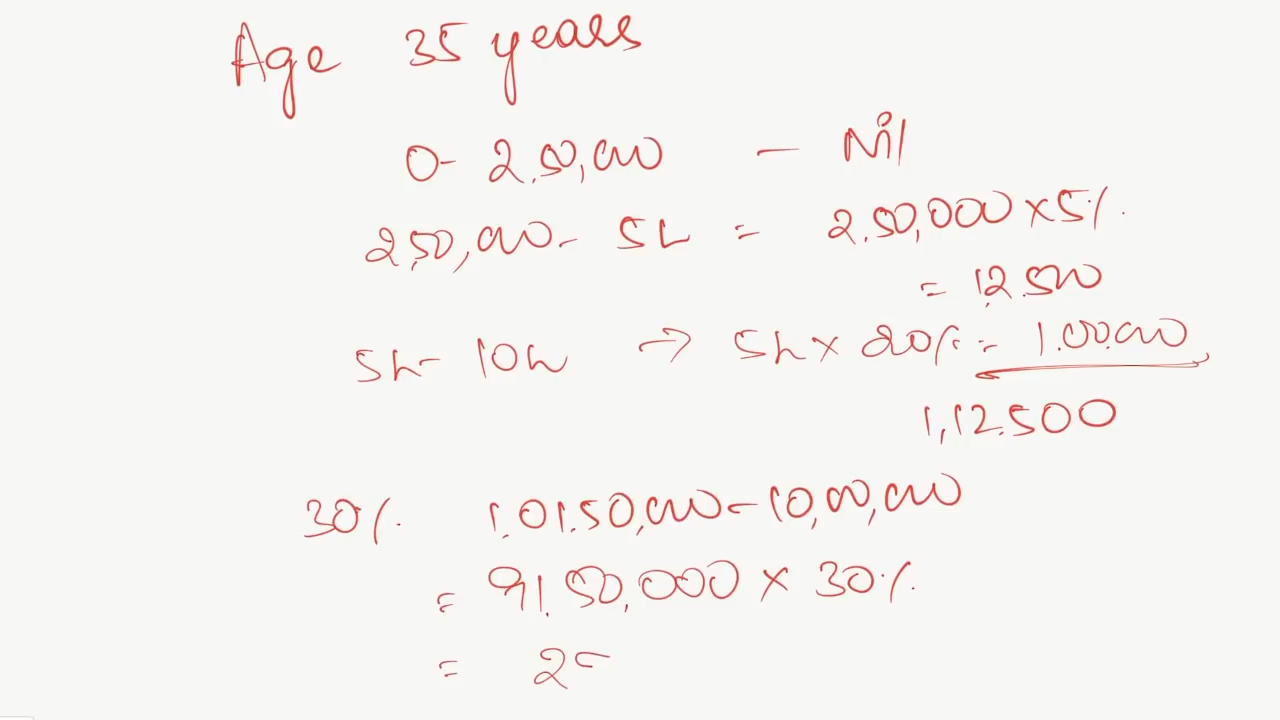 Age 35 years
0- 2,50,000 - Nil
250,000- 5L = 2,50,000 x 5%
= 12,500
5L- 10L → 5L x 20% = 1,00,000
1,12,500
30% 1,01,50,000 - 10,00,000
= 91,50,000 x 30%
= 2